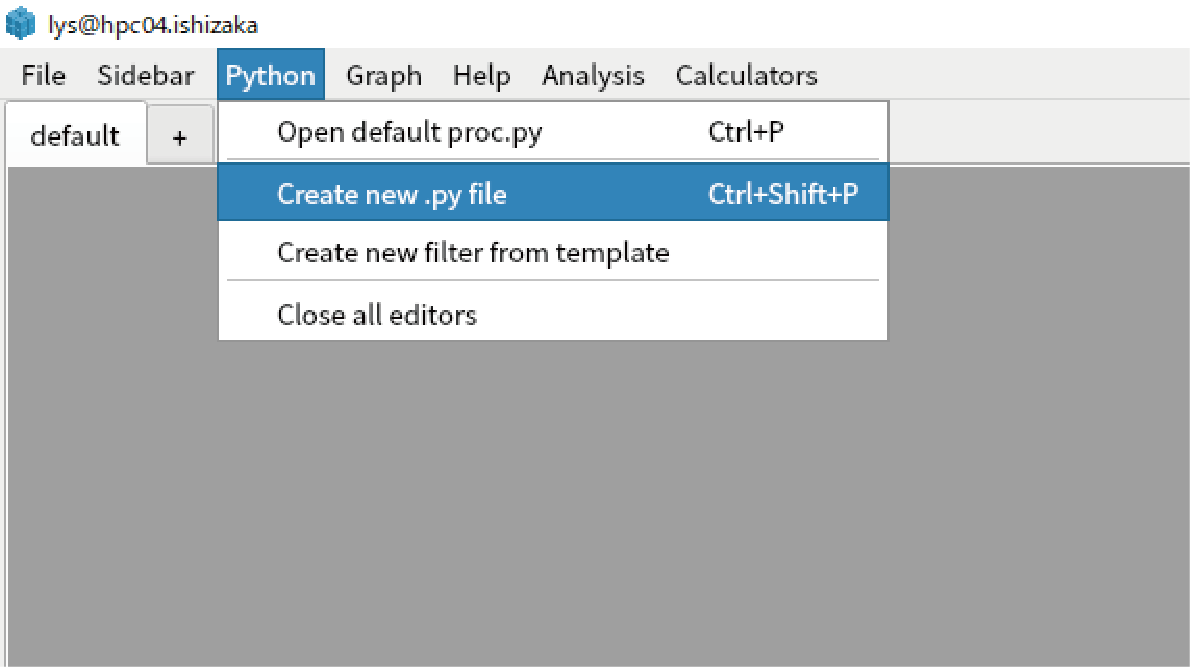 lys@hpc04.ishizaka
File Sidebar Python Graph Help Analysis Calculators
default +
Open default proc.py Ctrl+P
Create new .py file Ctrl+Shift+P
Create new filter from template
Close all editors